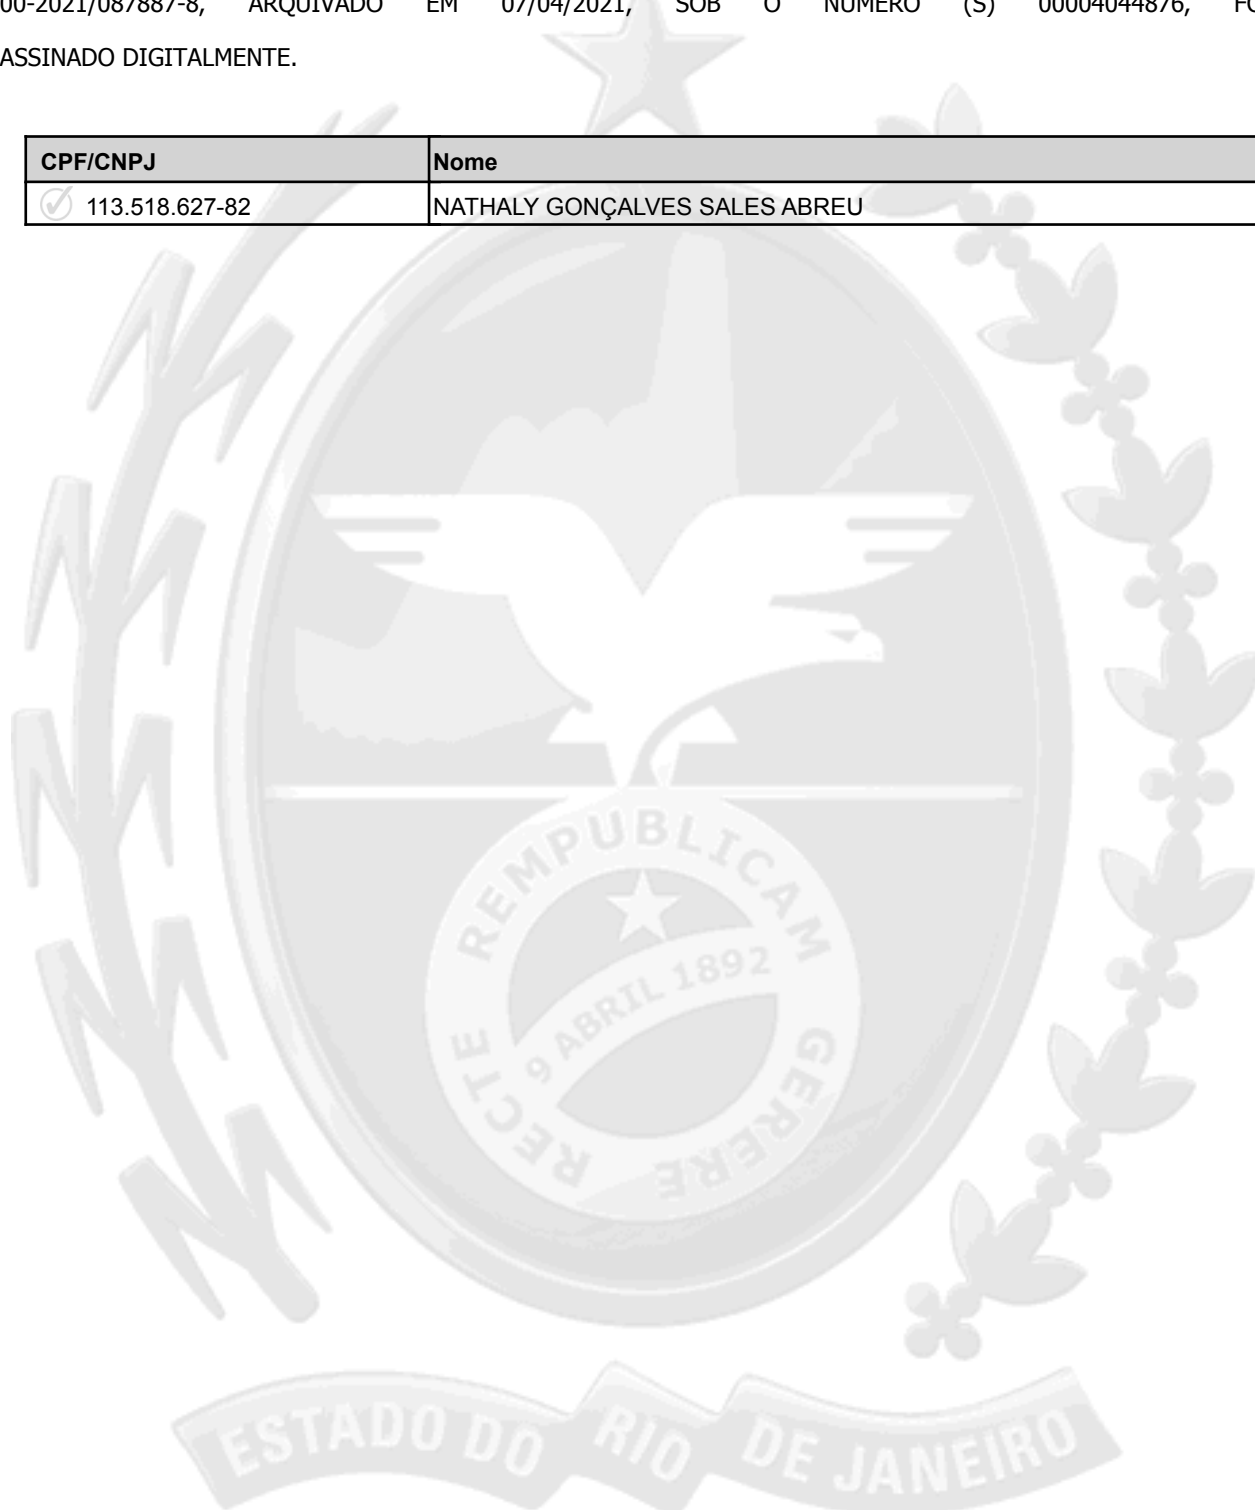 00-2021/087887-8, ARQUIVADO EM 07/04/2021, SOB O NÚMERO (S) 00004044876, FO
ASSINADO DIGITALMENTE.
CPF/CNPJ Nome
113.518.627-82 NATHALY GONÇALVES SALES ABREU
RECTE REMPUBLICAM GERERE
9 ABRIL 1892
ESTADO DO RIO DE JANEIRO